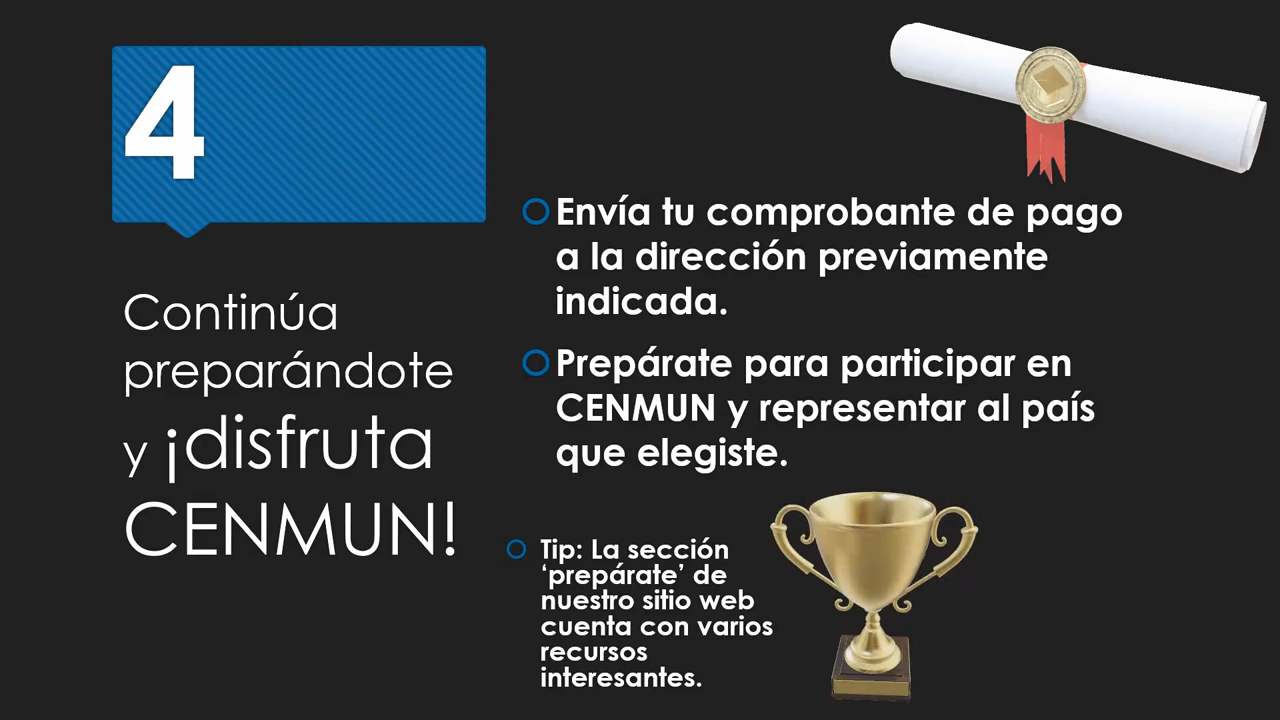 4
Continúa
preparándote
y ¡disfruta
CENMUN!
Envía tu comprobante de pago
a la dirección previamente
indicada.
Prepárate para participar en
CENMUN y representar al país
que elegiste.
Tip: La sección
‘prepárate’ de
nuestro sitio web
cuenta con varios
recursos
interesantes.